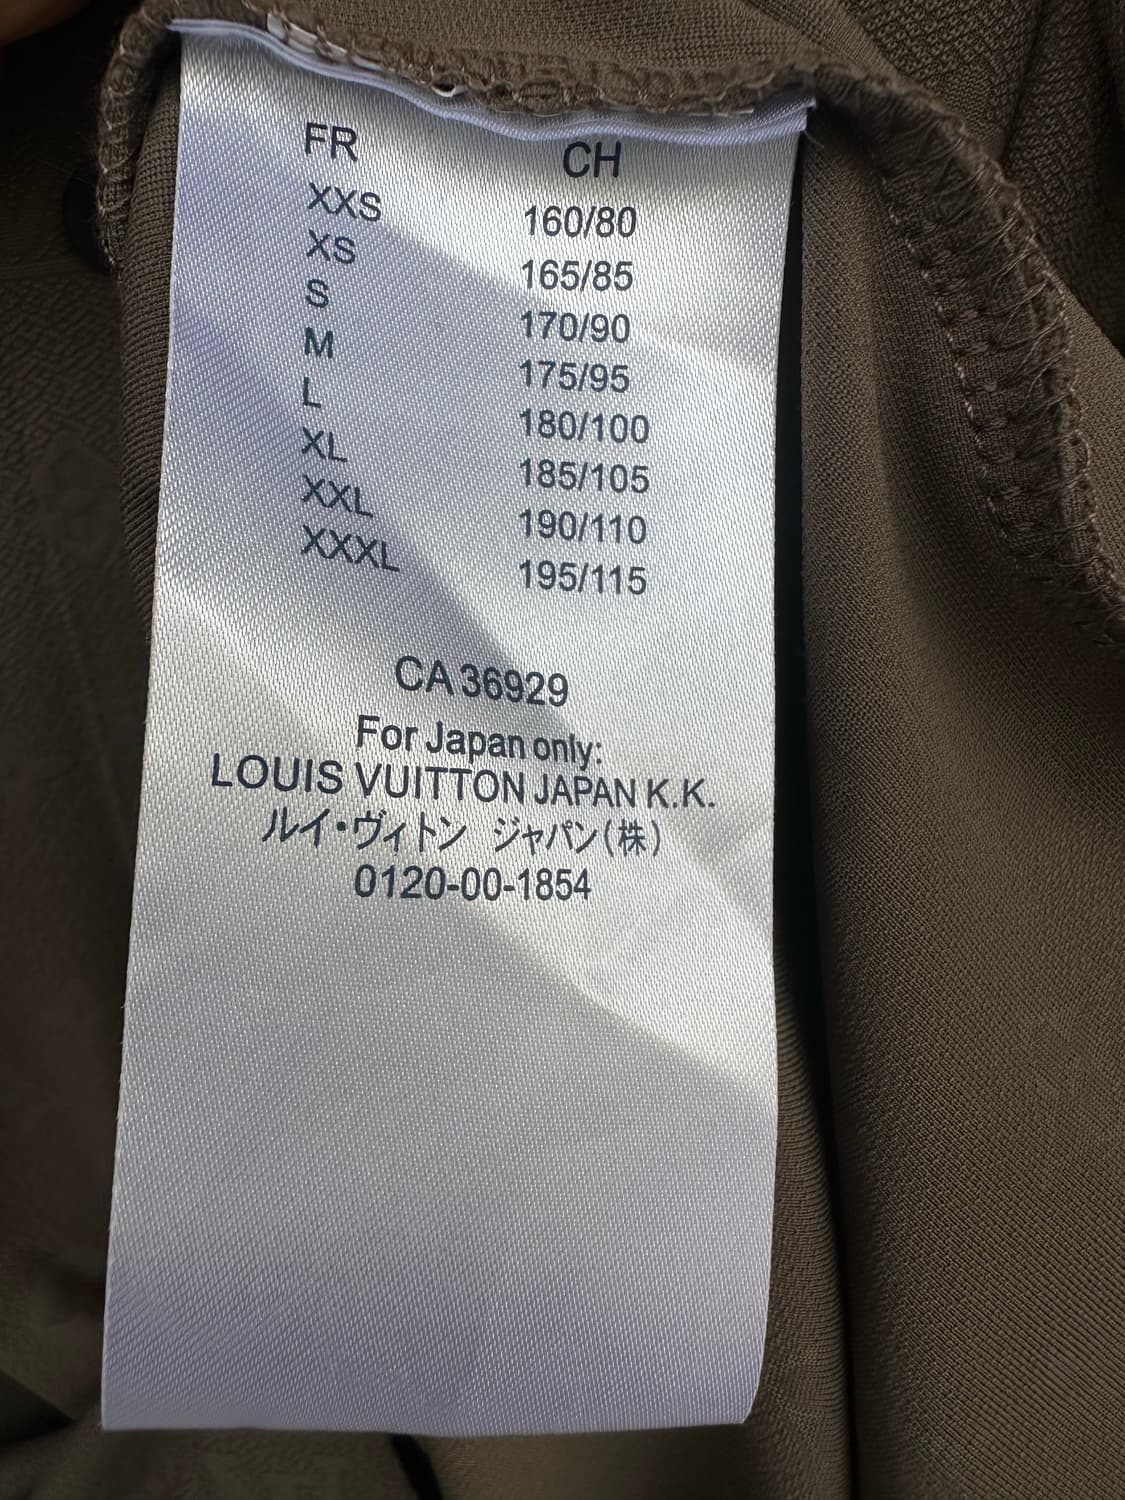 FR CH
XXS 160/80
XS 165/85
S 170/90
M 175/95
L 180/100
XL 185/105
XXL 190/110
XXXL 195/115
CA 36929
For Japan only:
LOUIS VUITTON JAPAN K.K.
ルイ・ヴィトン ジャパン(株)
0120-00-1854